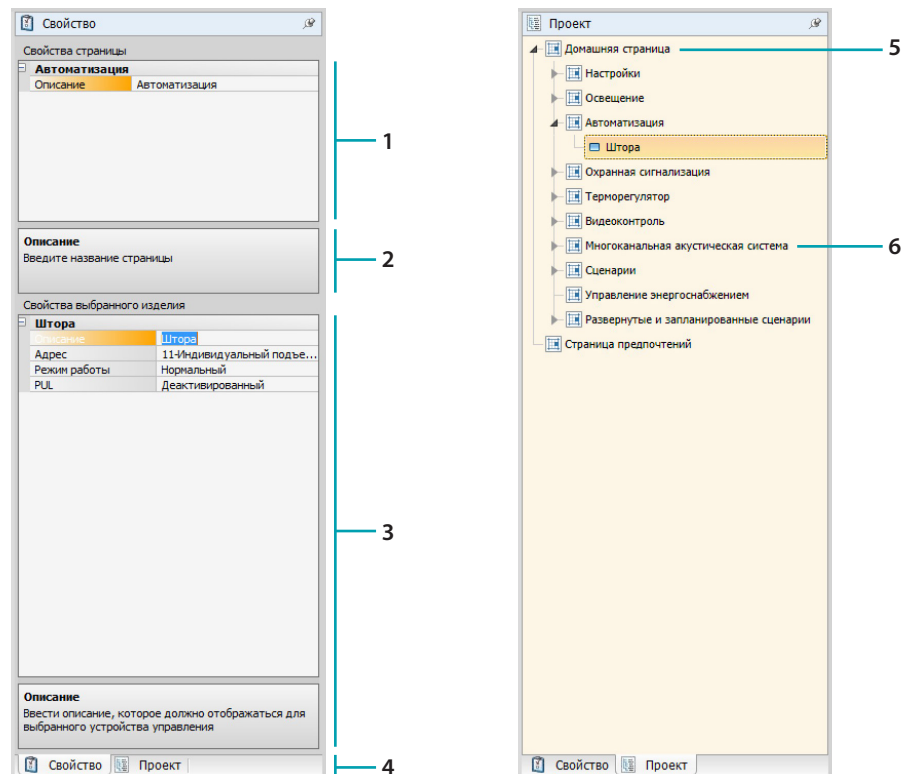 Свойство
Свойства страницы
Автоматизация
Описание Автоматизация
1
Описание
Введите название страницы
2
Свойства выбранного изделия
Штора
Описание Штора
Адрес 11-Индивидуальный подъе...
Режим работы Нормальный
PUL Деактивированный
3
Описание
Ввести описание, которое должно отображаться для
выбранного устройства управления
Свойство Проект
4
Проект
Домашняя страница
5
Настройки
Освещение
Автоматизация
Штора
Охранная сигнализация
Терморегулятор
Видеоконтроль
Многоканальная акустическая система
6
Сценарии
Управление энергоснабжением
Развернутые и запланированные сценарии
Страница предпочтений
Свойство Проект